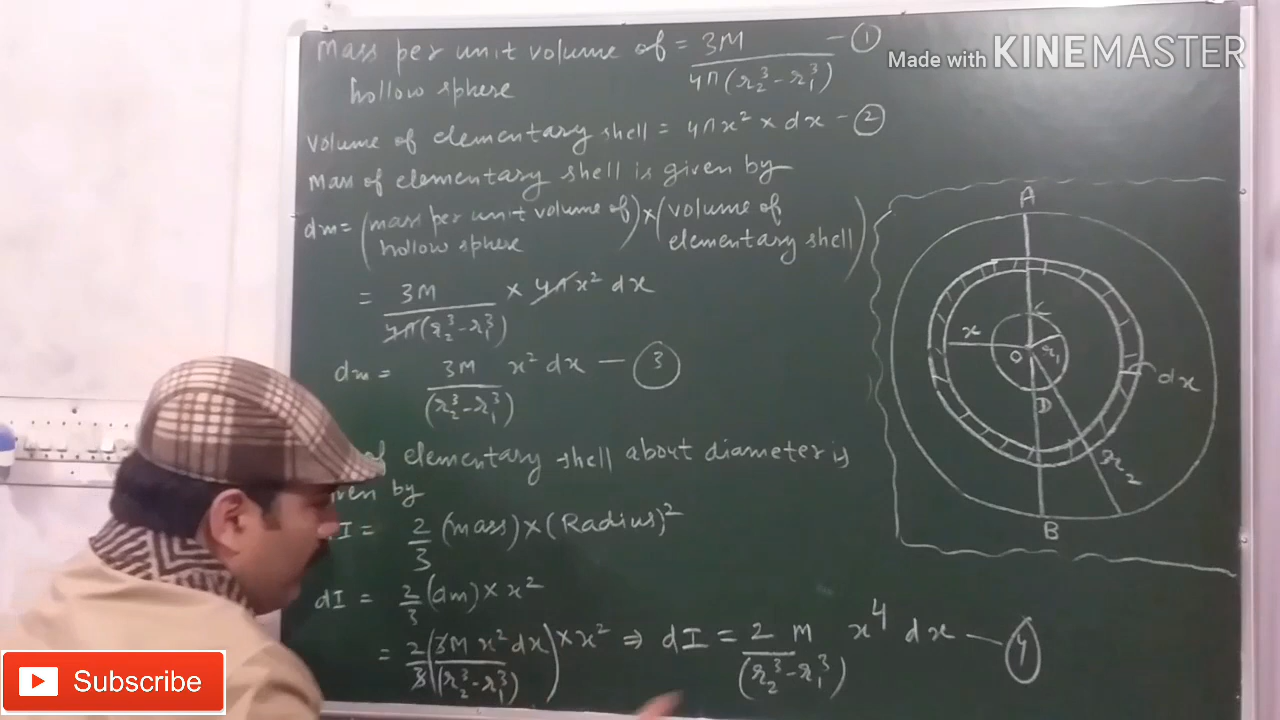 Mass per unit volume of = 3M / 4π(r₂³-r₁³) - ①
hollow sphere
Volume of elementary shell = 4πx² × dx - ②
Mass of elementary shell is given by
dm = (mass per unit volume of hollow sphere) × (volume of elementary shell)
= 3M / 4π(r₂³-r₁³) × 4πx² dx
dm = 3M / (r₂³-r₁³) x² dx - ③
of elementary shell about diameter is
given by
I = 2/3 (mass) × (Radius)²
dI = 2/3 (dm) × x²
= 2/3 (3M x² dx / (r₂³-r₁³)) × x² ⇒ dI = 2M / (r₂³-r₁³) x⁴ dx - ④
A
C
x
O
r₁
D
dx
r₂
B
Made with KINEMASTER
Subscribe